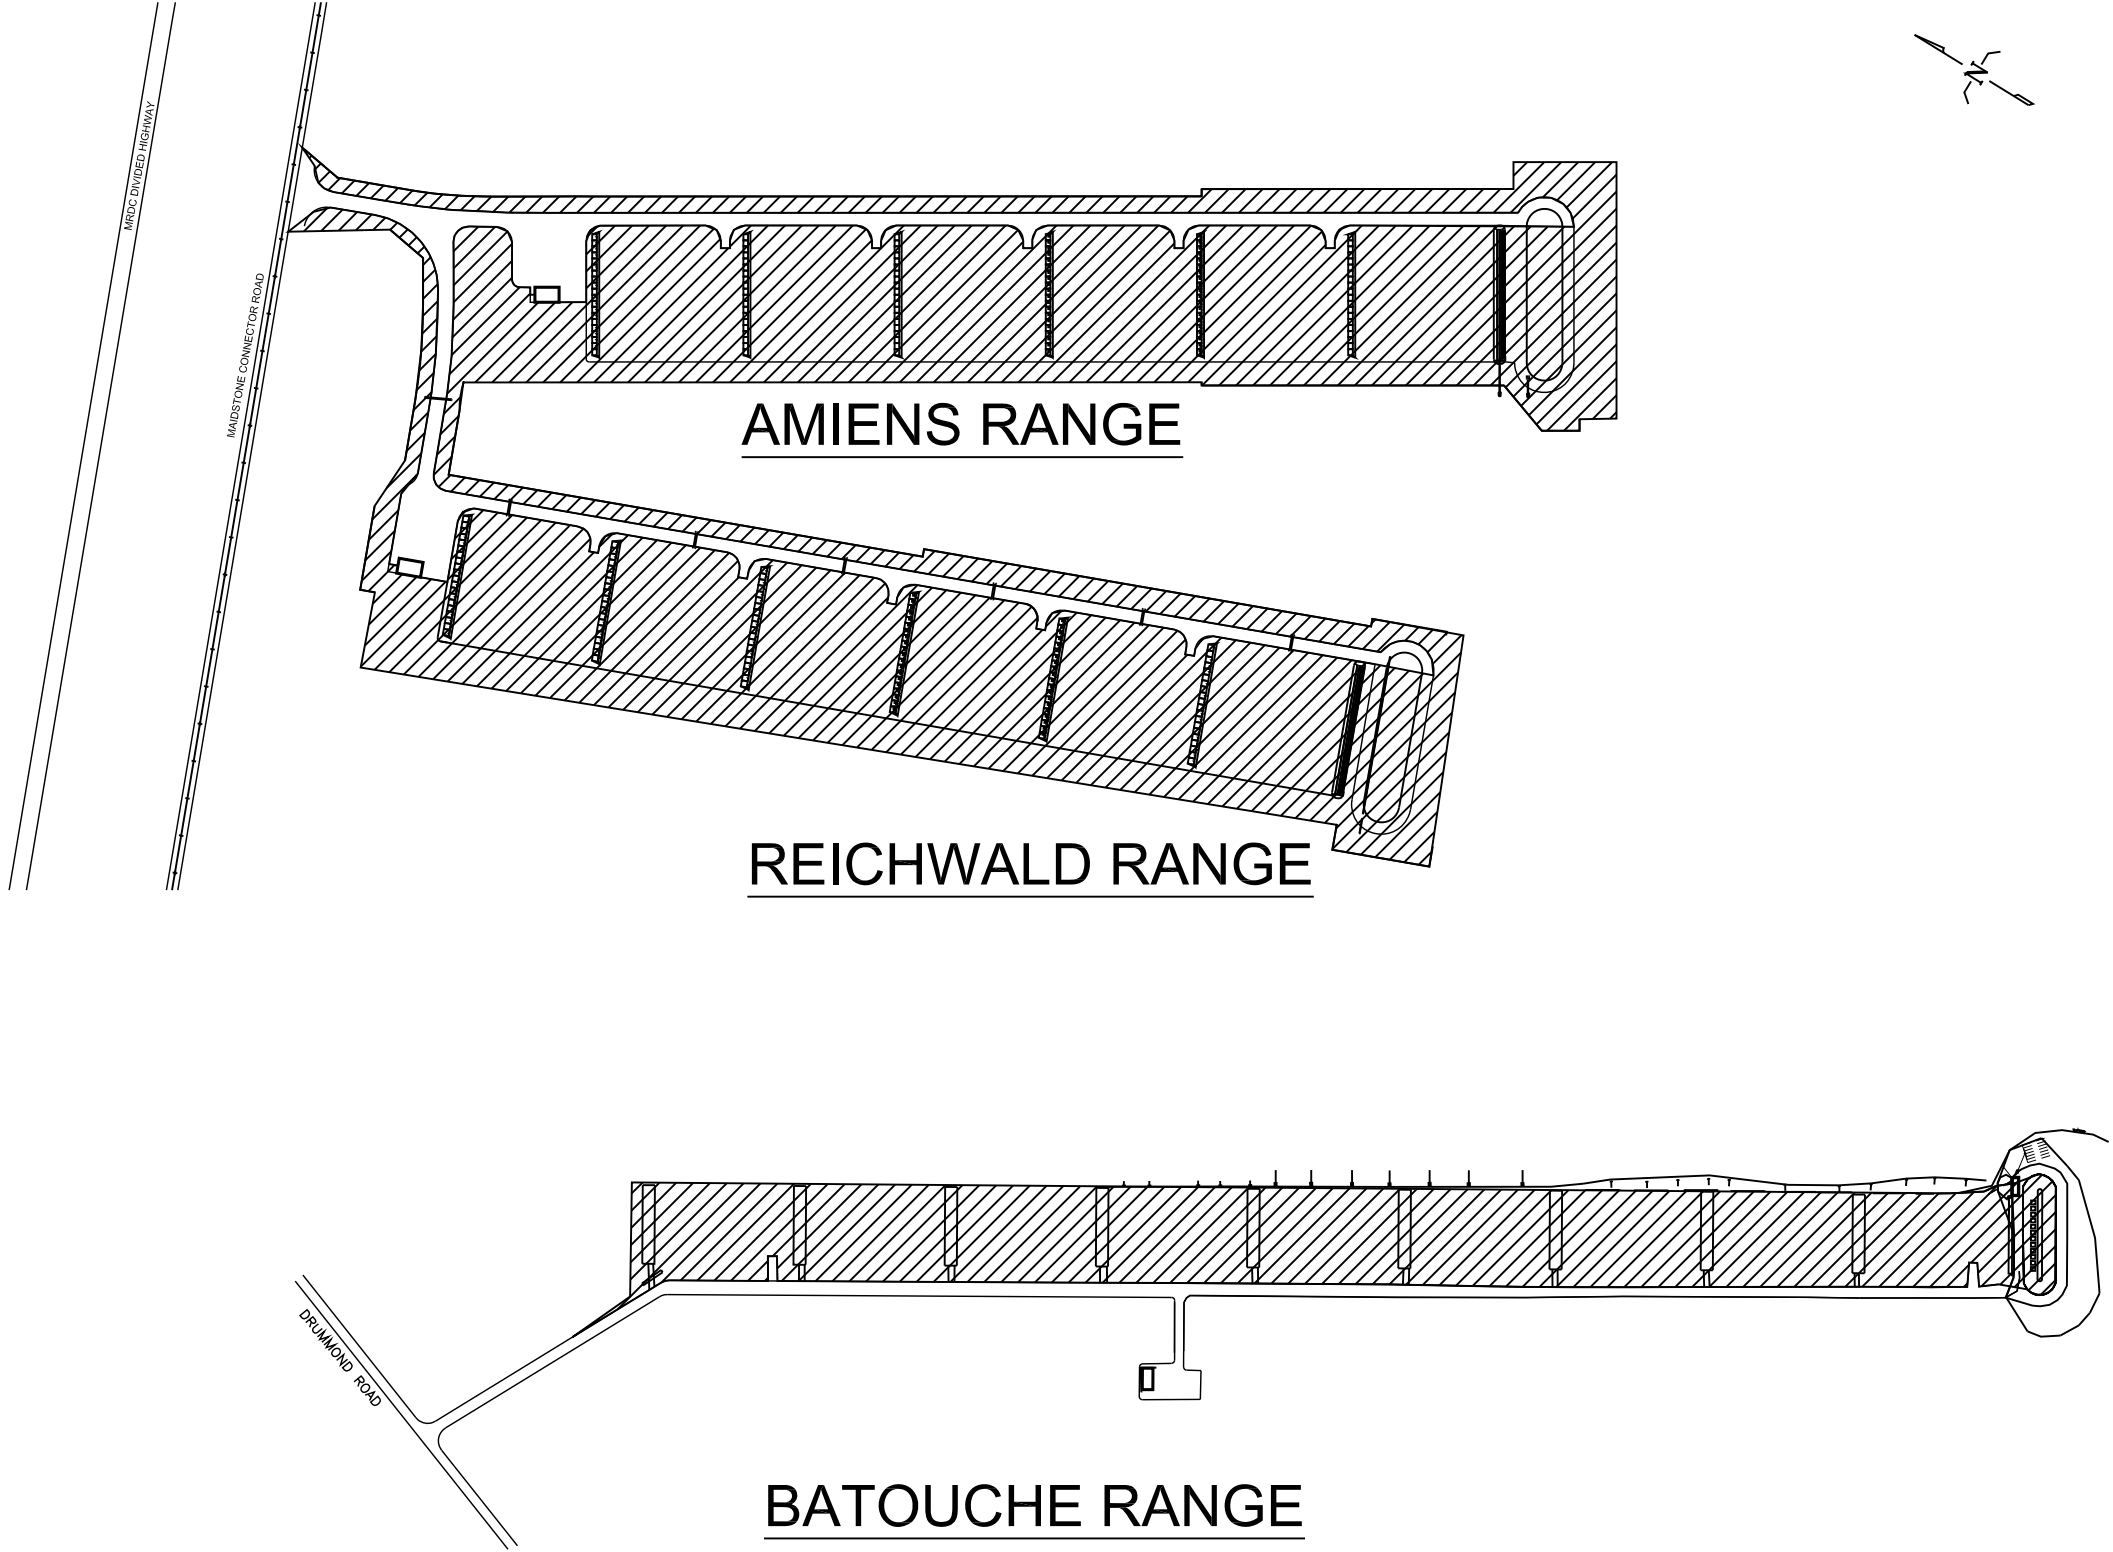 MRDC DIVIDED HIGHWAY
N
MAIDSTONE CONNECTOR ROAD
AMIENS RANGE
REICHWALD RANGE
DRUMMOND ROAD
BATOUCHE RANGE